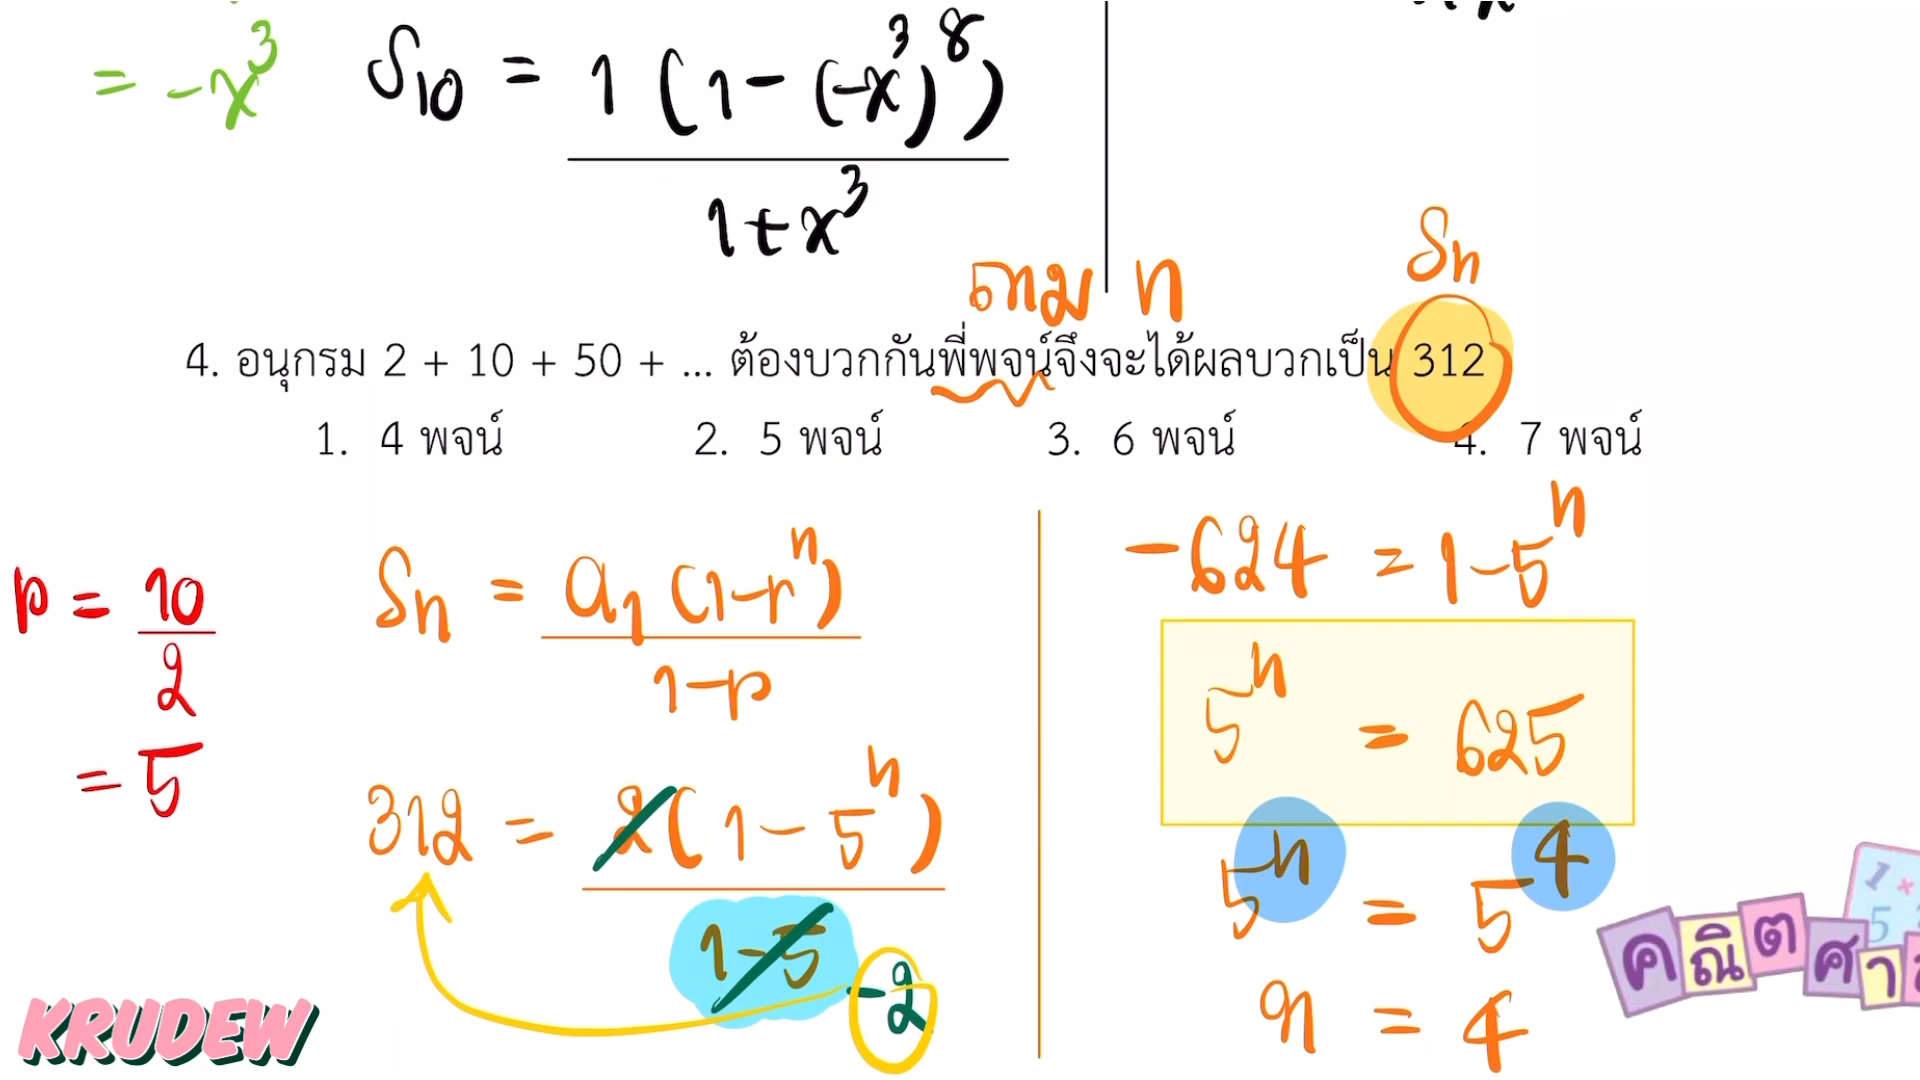 = -x³
S₁₀ = 1 (1 - (-x³)⁸)
1 + x³
Sn
ถาม n
4. อนุกรม 2 + 10 + 50 + ... ต้องบวกกันพี่พจน์จึงจะได้ผลบวกเป็น 312
1. 4 พจน์ 2. 5 พจน์ 3. 6 พจน์ 4. 7 พจน์
r = 10
2
= 5
Sn = a₁ (1-rⁿ)
1-r
312 = 2 (1 - 5ⁿ)
1-5
-2
-624 = 1-5ⁿ
5ⁿ = 625
5ⁿ = 5⁴
n = 4
KRUDEW
คณิตศา
1 ×
5